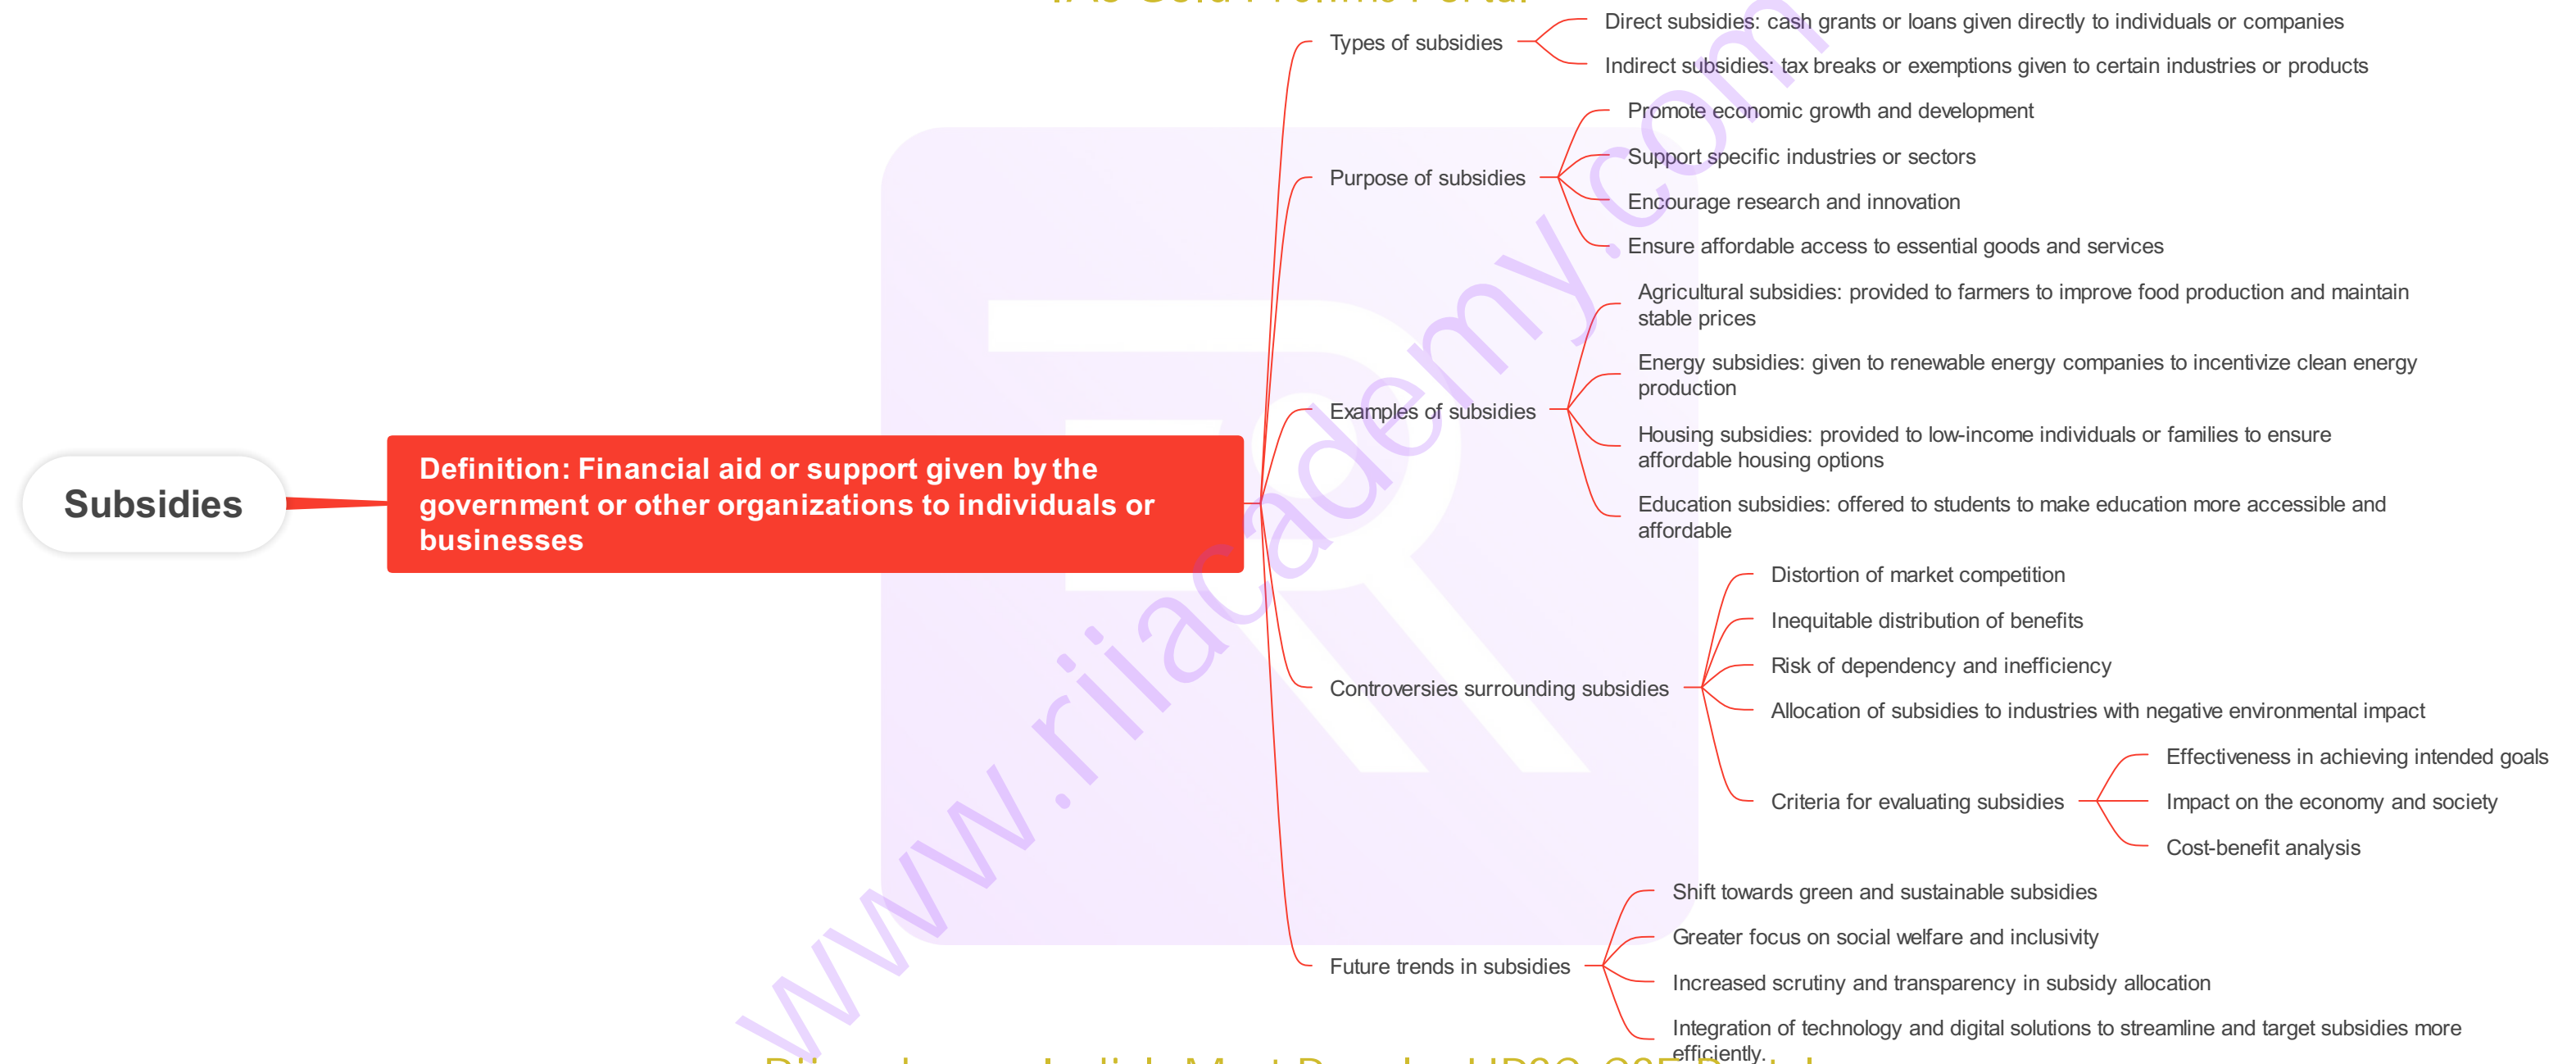 Subsidies
Definition: Financial aid or support given by the
government or other organizations to individuals or
businesses
Types of subsidies
Direct subsidies: cash grants or loans given directly to individuals or companies
Indirect subsidies: tax breaks or exemptions given to certain industries or products
Purpose of subsidies
Promote economic growth and development
Support specific industries or sectors
Encourage research and innovation
Ensure affordable access to essential goods and services
Examples of subsidies
Agricultural subsidies: provided to farmers to improve food production and maintain
stable prices
Energy subsidies: given to renewable energy companies to incentivize clean energy
production
Housing subsidies: provided to low-income individuals or families to ensure
affordable housing options
Education subsidies: offered to students to make education more accessible and
affordable
Controversies surrounding subsidies
Distortion of market competition
Inequitable distribution of benefits
Risk of dependency and inefficiency
Allocation of subsidies to industries with negative environmental impact
Criteria for evaluating subsidies
Effectiveness in achieving intended goals
Impact on the economy and society
Cost-benefit analysis
Future trends in subsidies
Shift towards green and sustainable subsidies
Greater focus on social welfare and inclusivity
Increased scrutiny and transparency in subsidy allocation
Integration of technology and digital solutions to streamline and target subsidies more
efficiently.
www.rijacademy.com